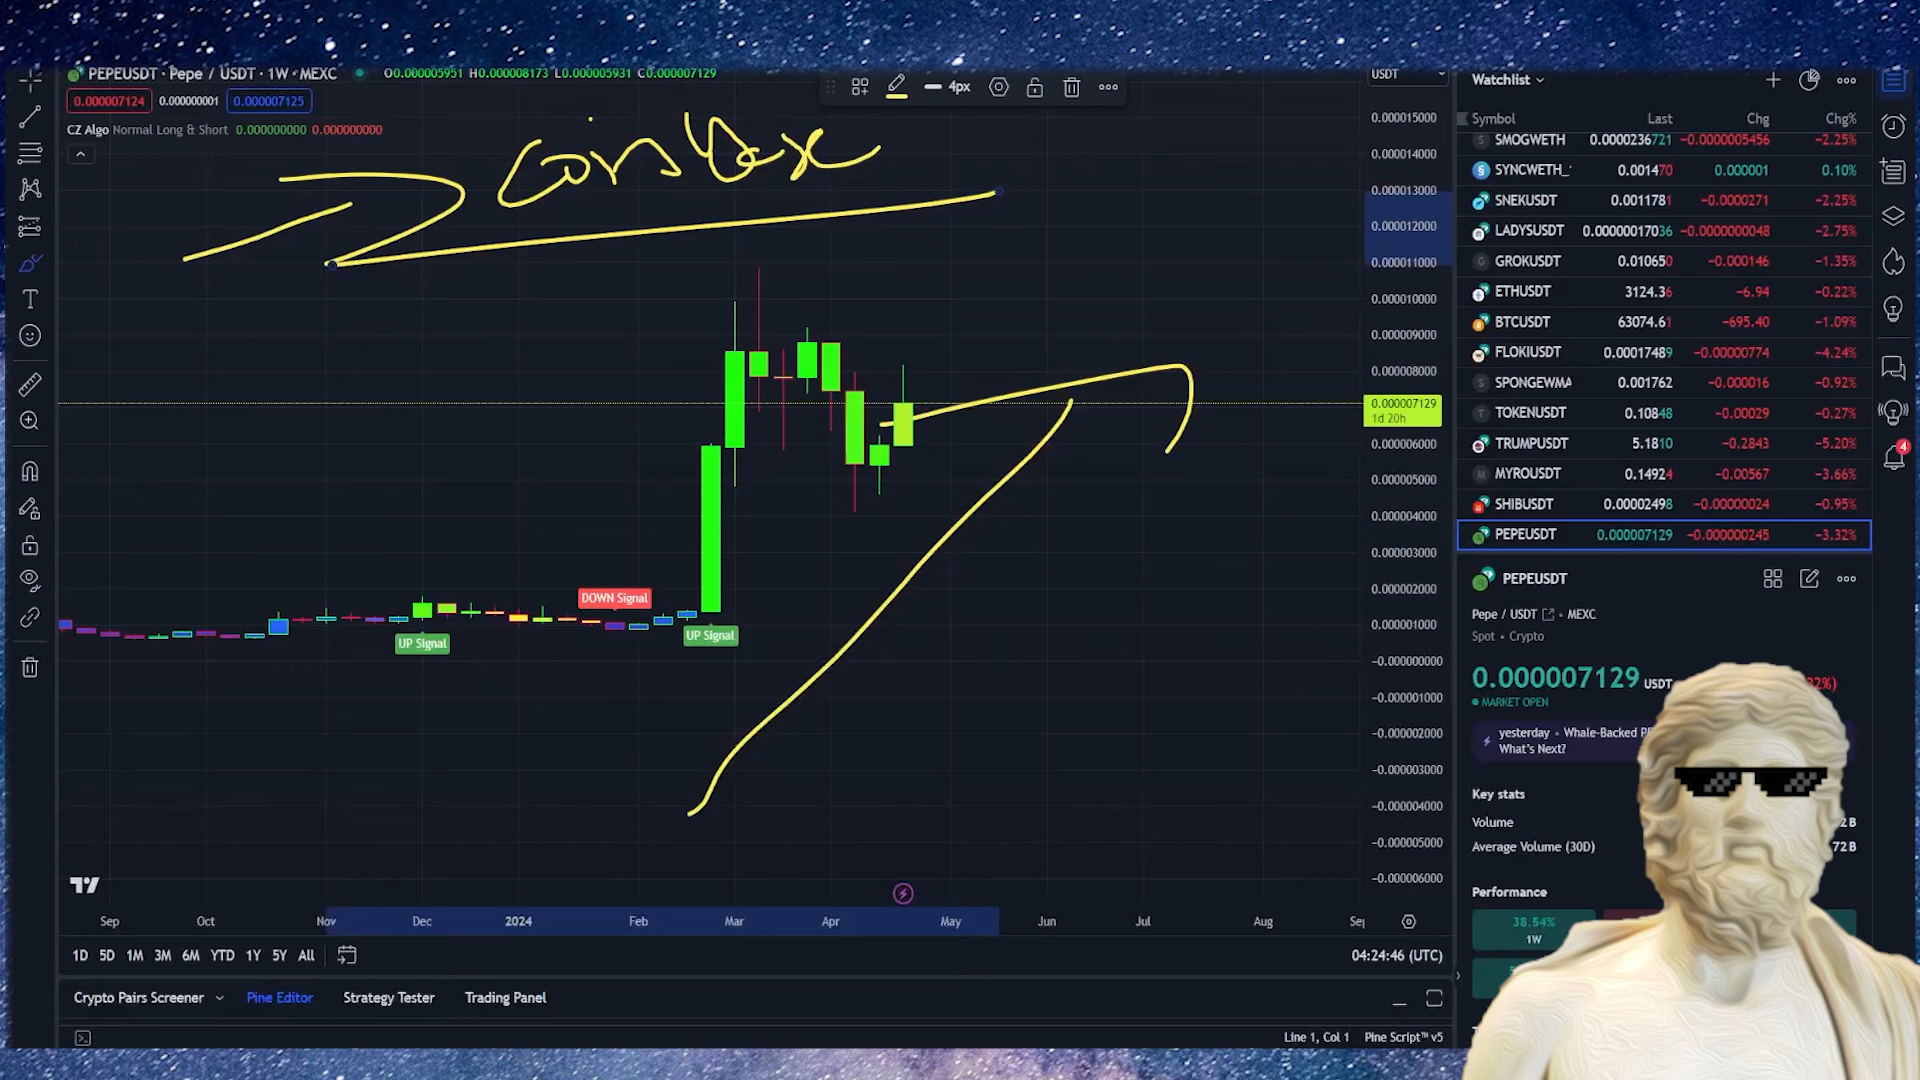 PEPEUSDT · Pepe / USDT · 1W · MEXC
O0.000005951 H0.000008173 L0.000005931 C0.000007129
0.000007124 0.000000001 0.000007125
CZ Algo Normal Long & Short 0.000000000 0.000000000
4px
USDT
0.000015000
0.000014000
0.000013000
0.000012000
0.000011000
0.000010000
0.000009000
0.000008000
0.000007129
1d 20h
0.000006000
0.000005000
0.000004000
0.000003000
0.000002000
0.000001000
−0.000000000
−0.000001000
−0.000002000
−0.000003000
−0.000004000
−0.000005000
−0.000006000
DOWN Signal
UP Signal
UP Signal
Sep Oct Nov Dec 2024 Feb Mar Apr May Jun Jul Aug Sep
1D 5D 1M 3M 6M YTD 1Y 5Y All
04:24:46 (UTC)
Crypto Pairs Screener Pine Editor Strategy Tester Trading Panel
Line 1, Col 1 Pine Script™ v5
Watchlist
Symbol Last Chg Chg%
SMOGWETH 0.0000236721 −0.0000005456 −2.25%
SYNCWETH_ 0.001470 0.000001 0.10%
SNEKUSDT 0.0011781 −0.0000271 −2.25%
LADYSUSDT 0.00000017036 −0.0000000048 −2.75%
GROKUSDT 0.010650 −0.000146 −1.35%
ETHUSDT 3124.36 −6.94 −0.22%
BTCUSDT 63074.61 −695.40 −1.09%
FLOKIUSDT 0.00017489 −0.00000774 −4.24%
SPONGEWMA 0.001762 −0.000016 −0.92%
TOKENUSDT 0.10848 −0.00029 −0.27%
TRUMPUSDT 5.1810 −0.2843 −5.20%
MYROUSDT 0.14924 −0.00567 −3.66%
SHIBUSDT 0.00002498 −0.00000024 −0.95%
PEPEUSDT 0.000007129 −0.000000245 −3.32%
4
PEPEUSDT
Pepe / USDT · MEXC
Spot · Crypto
0.000007129 USDT
MARKET OPEN
yesterday · Whale-Backed
What's Next?
Key stats
Volume
Average Volume (30D)
Performance
38.54%
1W